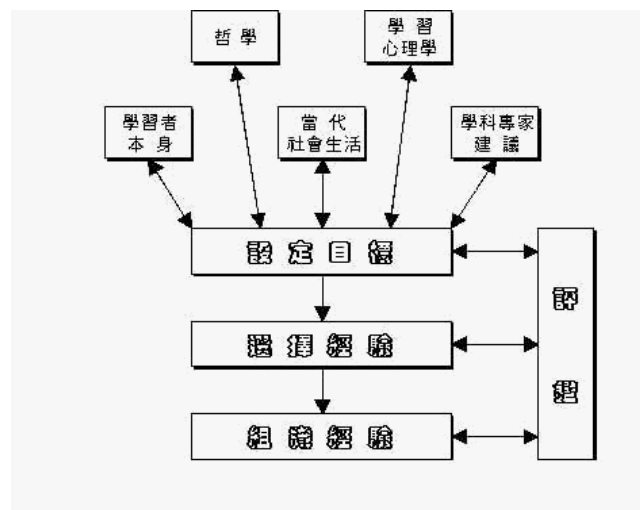 哲 學
學 習
心理學
學習者
本 身
當 代
社會生活
學科專家
建 議
設 定 目 標
選 擇 經 驗
組 織 經 驗
評
鑑